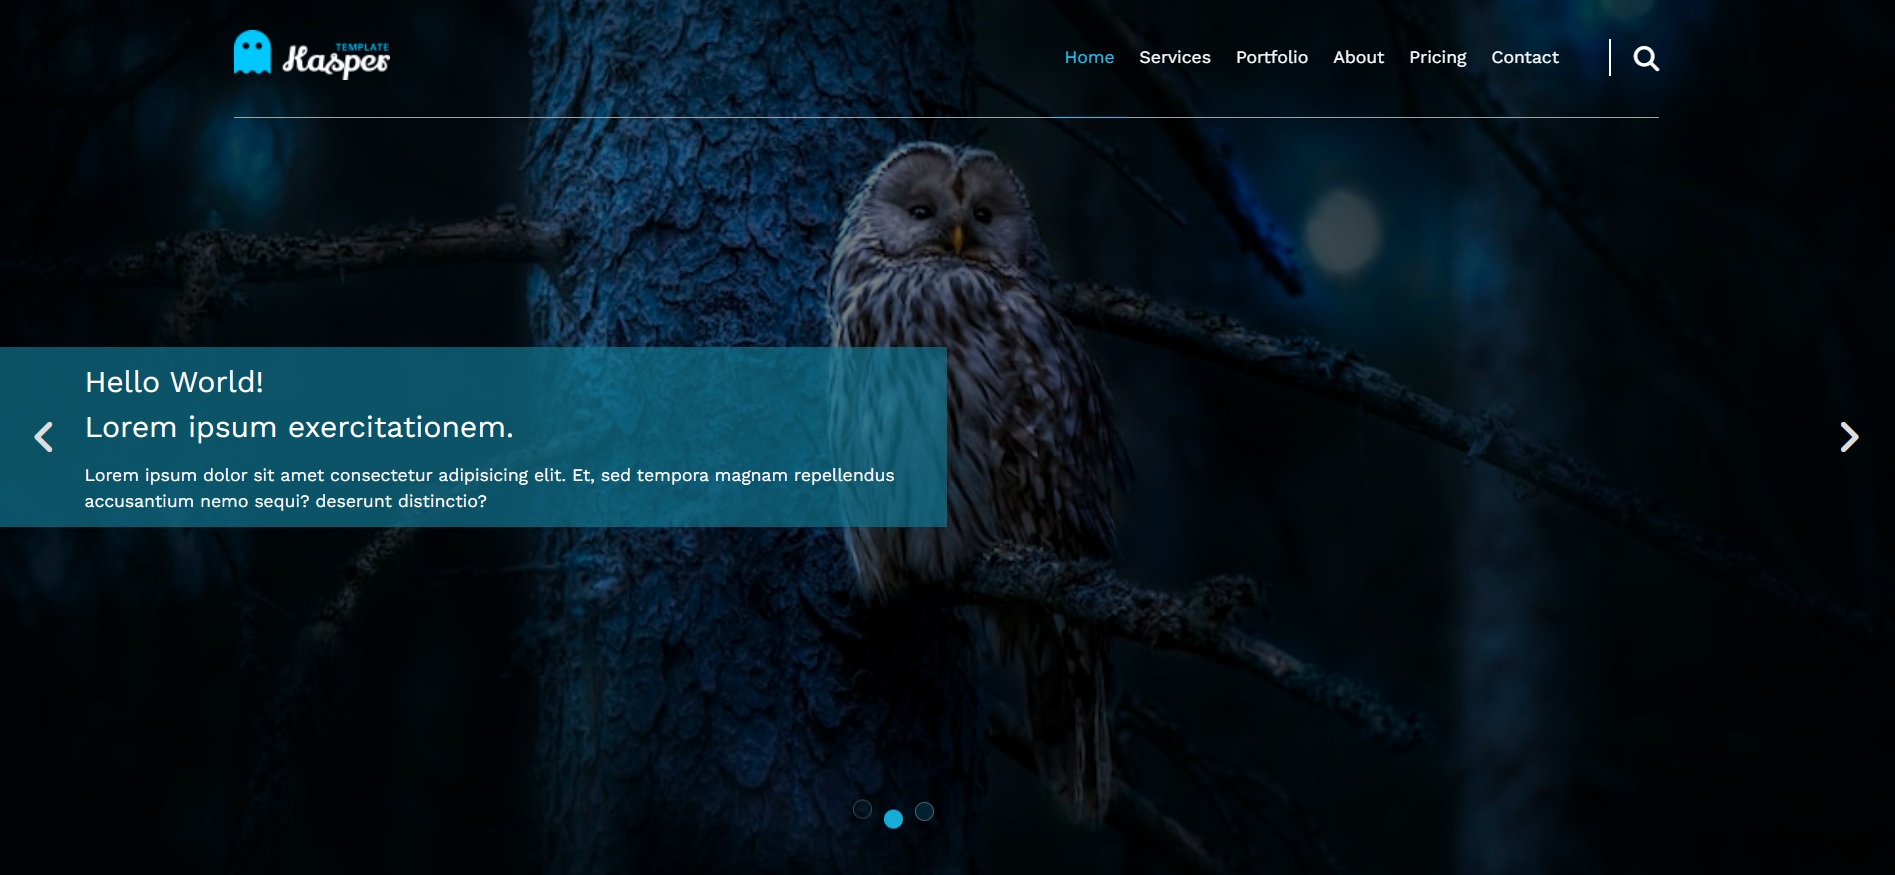 TEMPLATE
Kasper
Home Services Portfolio About Pricing Contact
Hello World!
Lorem ipsum exercitationem.
Lorem ipsum dolor sit amet consectetur adipisicing elit. Et, sed tempora magnam repellendus
accusantium nemo sequi? deserunt distinctio?